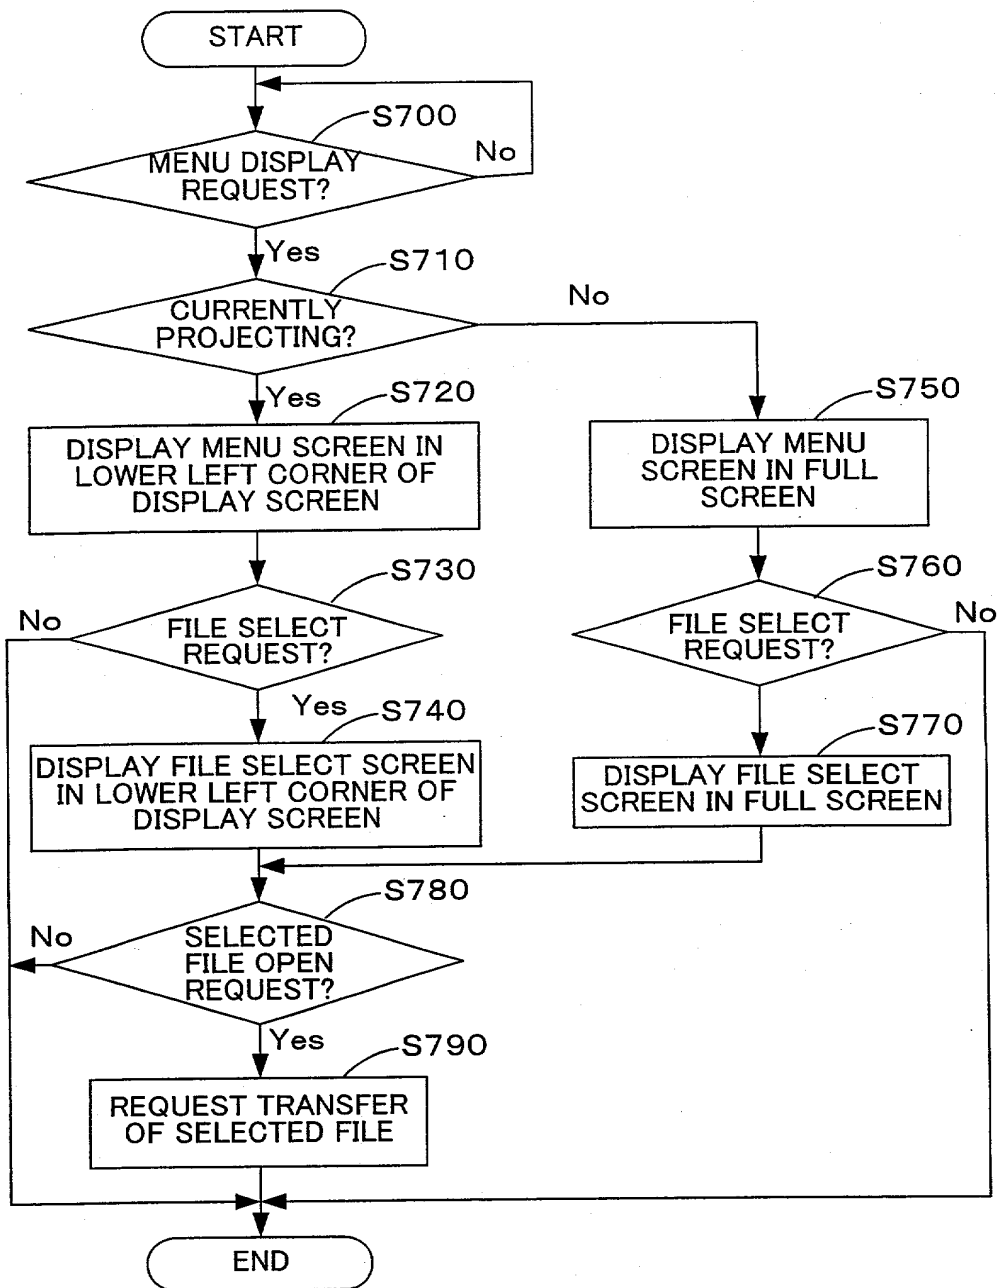 START
S700
MENU DISPLAY
REQUEST?
No
Yes
S710
CURRENTLY
PROJECTING?
No
Yes
S720
DISPLAY MENU SCREEN IN
LOWER LEFT CORNER OF
DISPLAY SCREEN
S750
DISPLAY MENU
SCREEN IN FULL
SCREEN
S730
No
FILE SELECT
REQUEST?
Yes
S760
FILE SELECT
REQUEST?
No
S740
DISPLAY FILE SELECT SCREEN
IN LOWER LEFT CORNER OF
DISPLAY SCREEN
S770
DISPLAY FILE SELECT
SCREEN IN FULL SCREEN
S780
No
SELECTED
FILE OPEN
REQUEST?
Yes
S790
REQUEST TRANSFER
OF SELECTED FILE
END